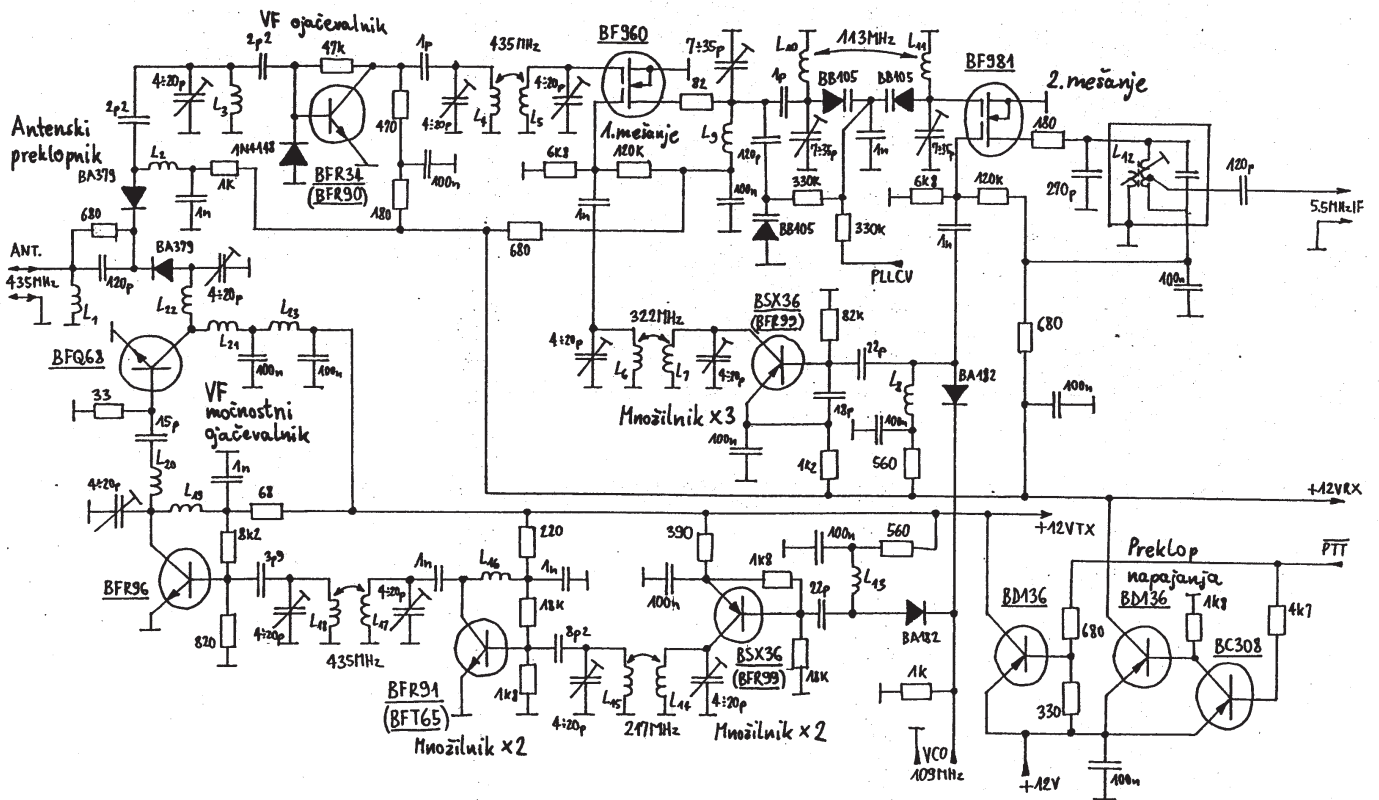 VF ojačevalnik
2p2
47k
1p
435MHz
BF960
7÷35p
L10
113MHz
L11
BF981
2.mešanje
4÷20p
L3
4÷20p
L4
L5
4÷20p
82
1p
BB105
BB105
180
2p2
Antenski
preklopnik
470
1.mešanje
L9
7÷35p
1n
7÷35p
L12
L2
1N4148
BFR34
(BFR90)
100n
6k8
120k
120p
270p
120p
BA379
1k
1n
180
1n
100n
330k
6k8
120k
5.5MHz IF
680
680
BB105
330k
1n
ANT.
BA379
435MHz
120p
4÷20p
PLLCV
100n
L1
L22
L23
322MHz
BSX36
(BFR99)
82k
680
BFQ68
L21
100n
100n
4÷20p
L6
L7
4÷20p
22p
L8
BA182
33
VF
močnostni
ojačevalnik
15p
Množilnik x3
18p
100n
100n
100n
L20
1n
1k2
560
4÷20p
L19
68
+12VRX
+12VTX
8k2
220
390
100n
560
Preklop
napajanja
PTT
BFR96
3p9
1n
L16
1n
1k8
L13
BD136
BD136
1k8
4k7
4÷20p
L18
L17
4÷20p
100n
22p
18k
BA182
680
BC308
820
435MHz
8p2
BSX36
(BFR99)
18k
1k
BFR91
(BFT65)
1k8
4÷20p
L15
L14
4÷20p
330
217MHz
Množilnik x2
Množilnik x2
VCO
109MHz
+12V
100n